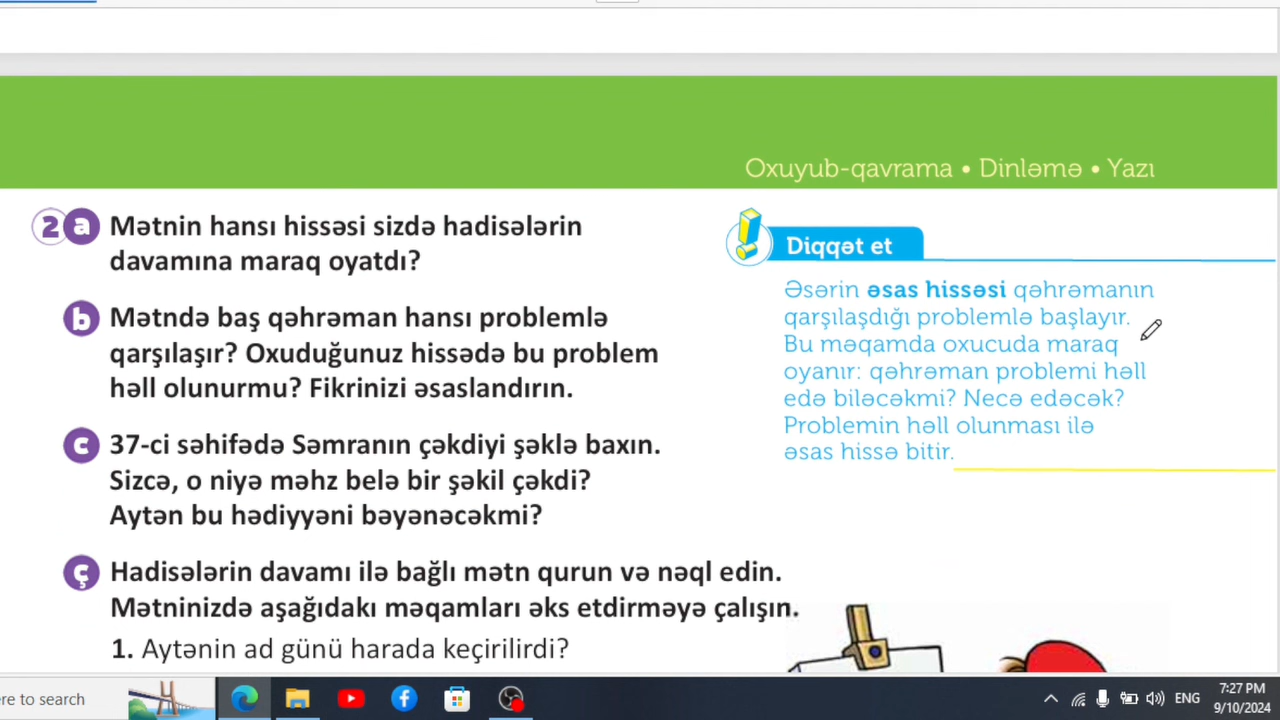 Oxuyub-qavrama • Dinləmə • Yazı
2 a Mətnin hansı hissəsi sizdə hadisələrin
davamına maraq oyatdı?
b Mətndə baş qəhrəman hansı problemlə
qarşılaşır? Oxuduğunuz hissədə bu problem
həll olunurmu? Fikrinizi əsaslandırın.
c 37-ci səhifədə Səmranın çəkdiyi şəklə baxın.
Sizcə, o niyə məhz belə bir şəkil çəkdi?
Aytən bu hədiyyəni bəyənəcəkmi?
ç Hadisələrin davamı ilə bağlı mətn qurun və nəql edin.
Mətninizdə aşağıdakı məqamları əks etdirməyə çalışın.
1. Aytənin ad günü harada keçirilirdi?
Diqqət et
Əsərin əsas hissəsi qəhrəmanın
qarşılaşdığı problemlə başlayır.
Bu məqamda oxucuda maraq
oyanır: qəhrəman problemi həll
edə biləcəkmi? Necə edəcək?
Problemin həll olunması ilə
əsas hissə bitir.
ere to search
ENG
7:27 PM
9/10/2024